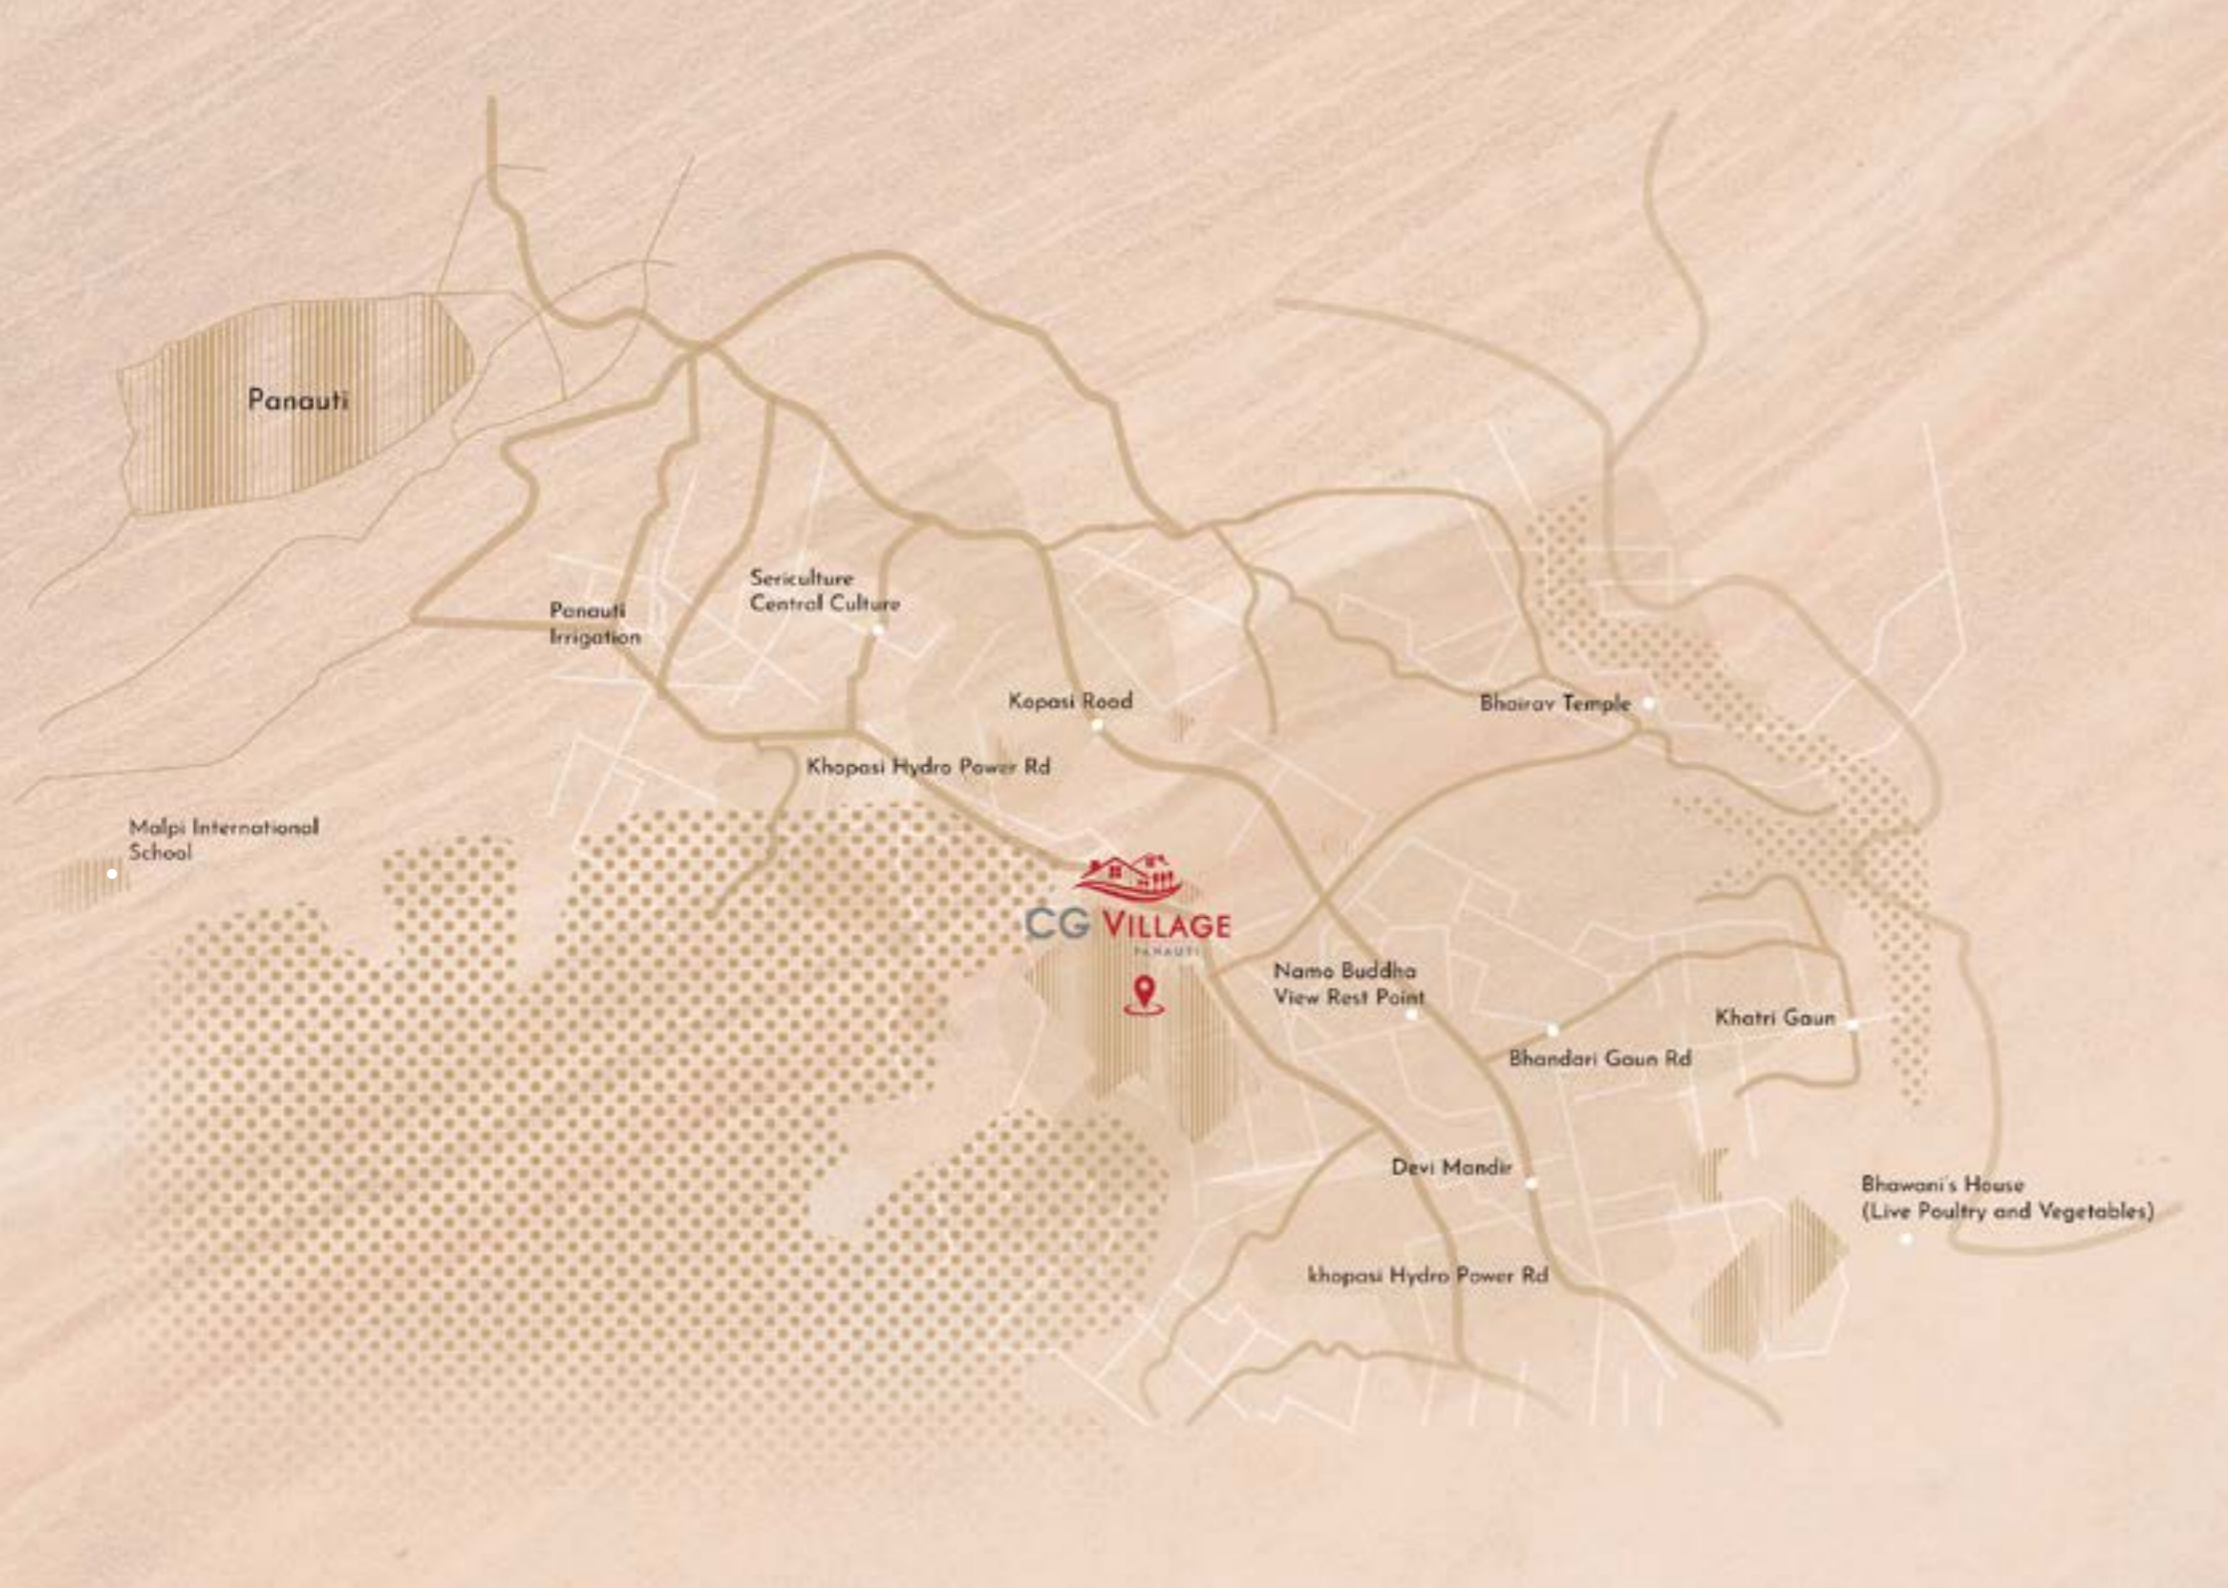 Panauti
Sericulture
Central Culture
Panauti
Irrigation
Kopasi Road
Bhairav Temple
Khopasi Hydro Power Rd
Malpi International
School
CG VILLAGE
PANAUTI
Namo Buddha
View Rest Point
Khatri Gaun
Bhandari Gaun Rd
Devi Mandir
Bhawani's House
(Live Poultry and Vegetables)
khopasi Hydro Power Rd